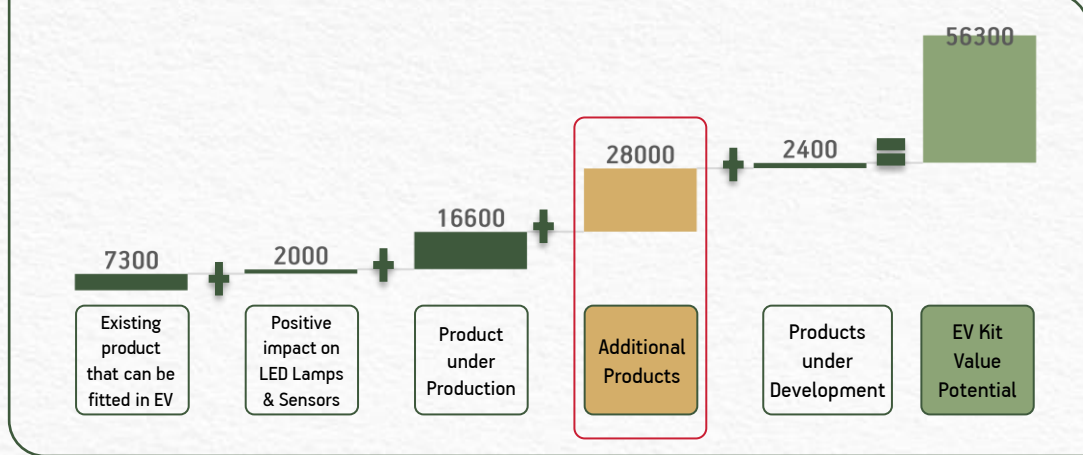 56300
28000
2400
16600
7300
2000
Existing
product
that can be
fitted in EV
Positive
impact on
LED Lamps
& Sensors
Product
under
Production
Additional
Products
Products
under
Development
EV Kit
Value
Potential